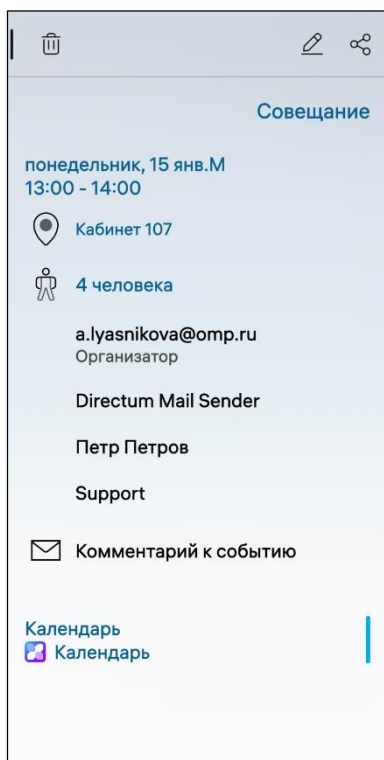 Совещание
понедельник, 15 янв.М
13:00 - 14:00
Кабинет 107
4 человека
a.lyasnikova@omp.ru
Организатор
Directum Mail Sender
Петр Петров
Support
Комментарий к событию
Календарь
Календарь